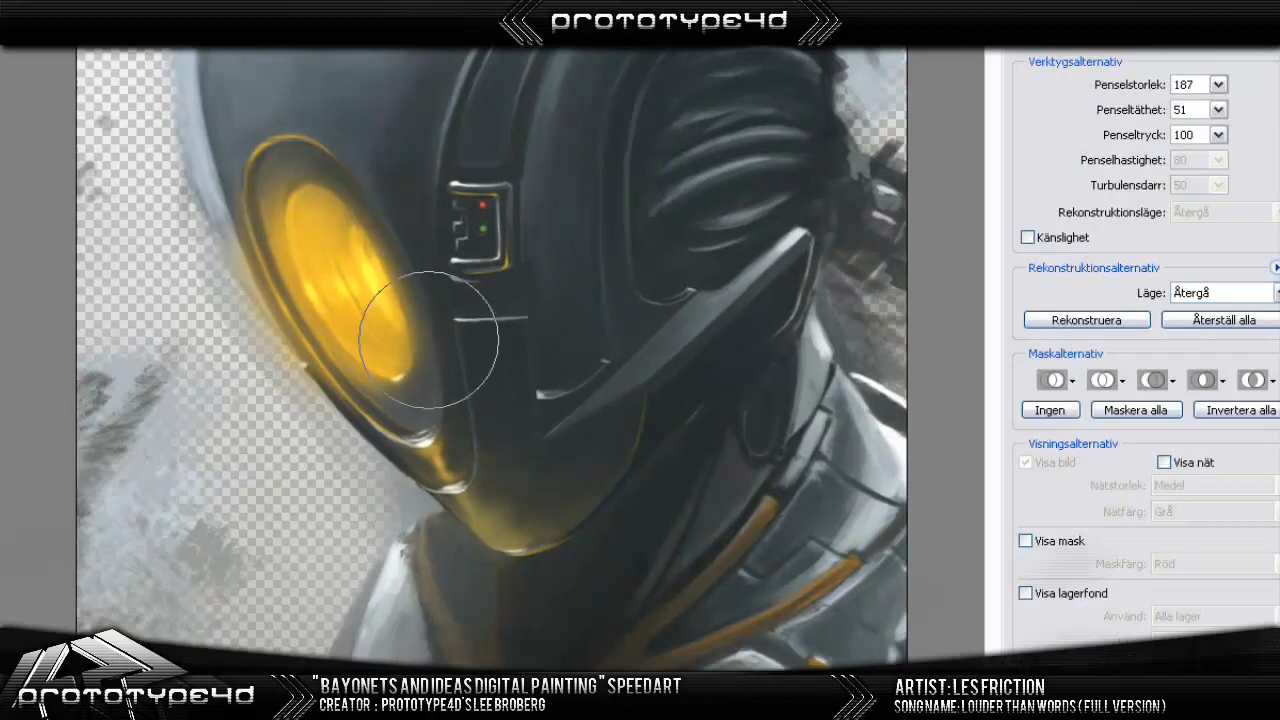 PROTOTYPE4D
Verktygsalternativ
Penselstorlek: 187
Penseltäthet: 51
Penseltryck: 100
Penselhastighet: 80
Turbulensdarr: 50
Rekonstruktionsläge: Återgå
Känslighet
Rekonstruktionsalternativ
Läge: Återgå
Rekonstruera Återställ alla
Maskalternativ
Ingen Maskera alla Invertera alla
Visningsalternativ
Visa bild Visa nät
Nätstorlek: Medel
Nätfärg: Grå
Visa mask
Maskfärg: Röd
Visa lagerfond
Använd: Alla lager
PROTOTYPE4D
"BAYONETS AND IDEAS DIGITAL PAINTING" SPEEDART
CREATOR : PROTOTYPE4D`S LEE BROBERG
ARTIST: LES FRICTION
SONG NAME: LOUDER THAN WORDS ( FULL VERSION )